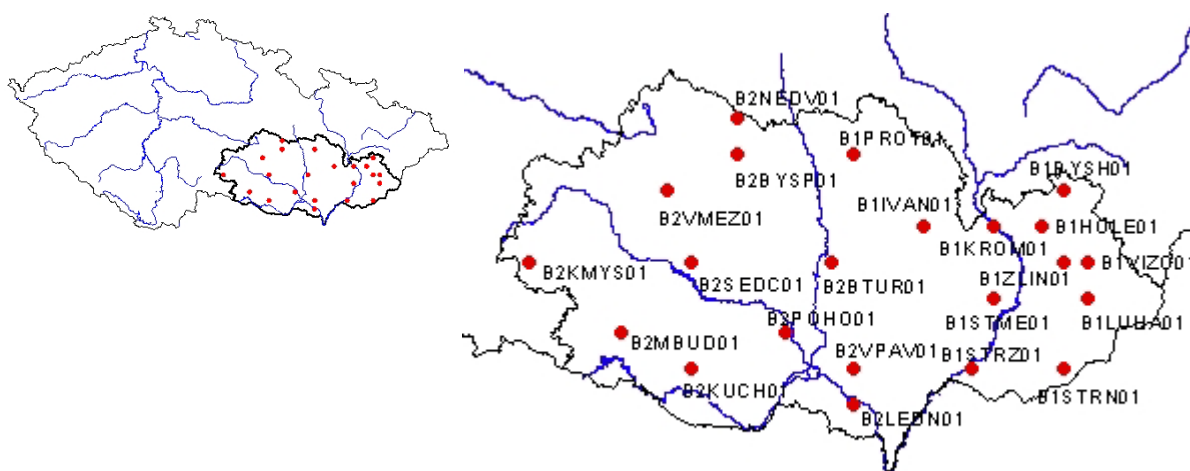 B2NEDV01
B1PROT01
B2BYSP01
B1BYSH01
B2VMEZ01
B1IVAN01
B1HOLE01
B1KROM01
B2KMYS01
B2SEDC01
B2BTUR01
B1ZLIN01
B1VIZO01
B2POHO01
B1STME01
B1LUHA01
B2MBUD01
B2VPAV01
B1STRZ01
B2KUCH01
B1STRN01
B2LEDN01